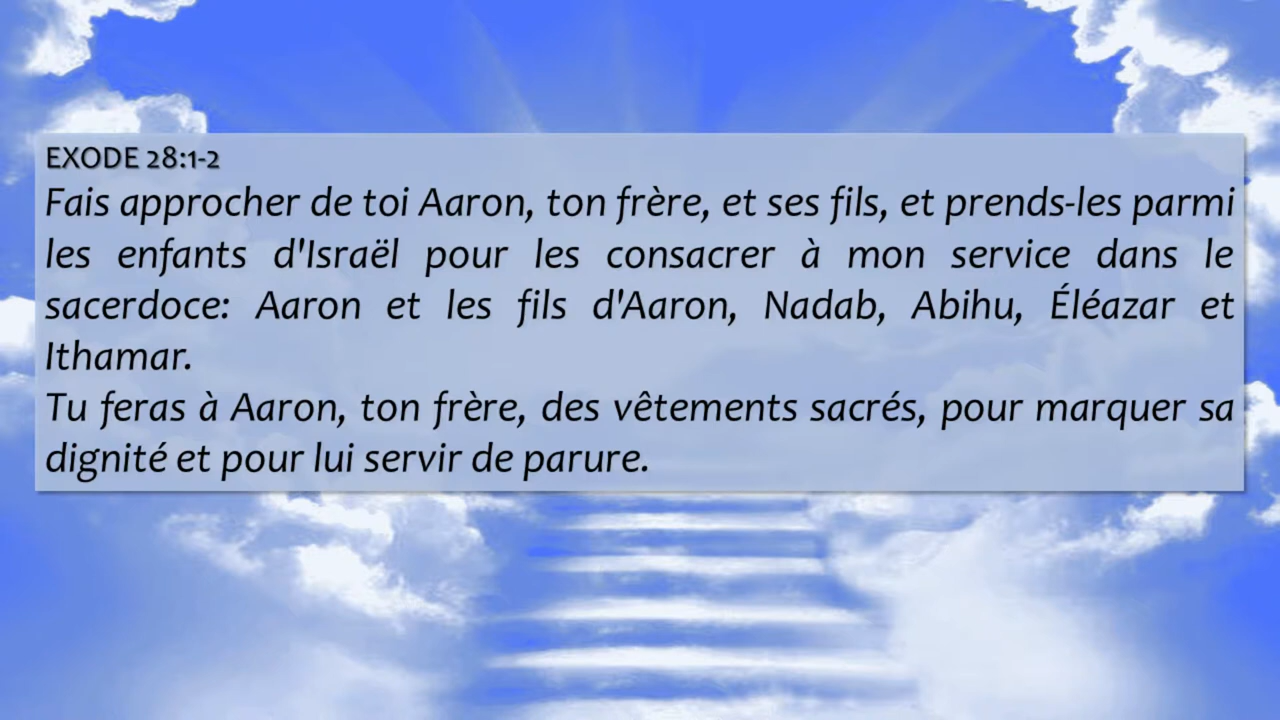 EXODE 28:1-2
Fais approcher de toi Aaron, ton frère, et ses fils, et prends-les parmi
les enfants d'Israël pour les consacrer à mon service dans le
sacerdoce: Aaron et les fils d'Aaron, Nadab, Abihu, Éléazar et
Ithamar.
Tu feras à Aaron, ton frère, des vêtements sacrés, pour marquer sa
dignité et pour lui servir de parure.